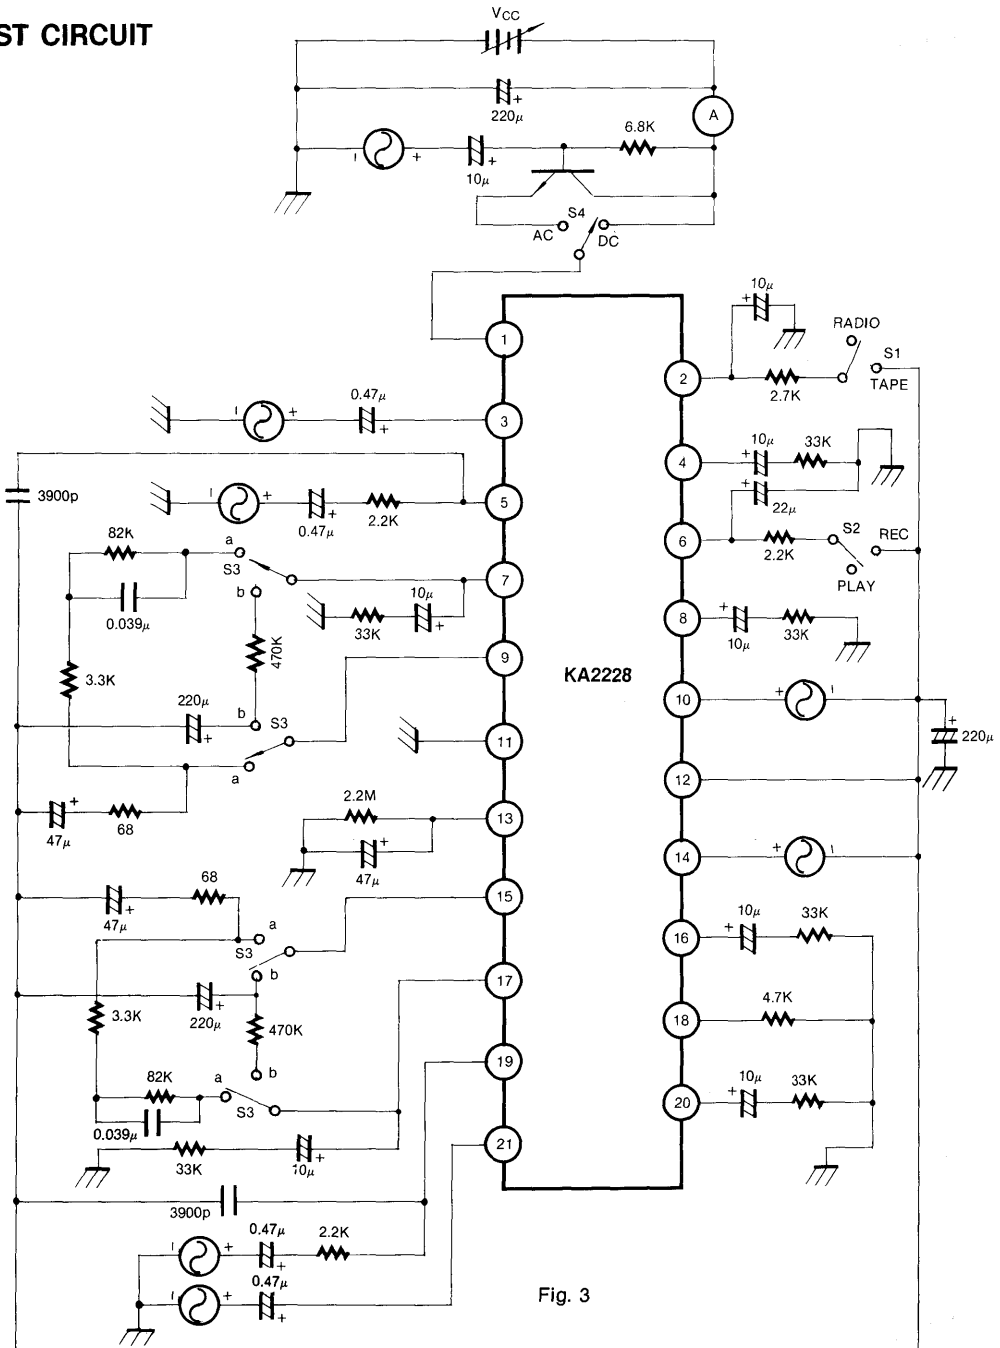 ST CIRCUIT
VCC
+
220µ
A
6.8K
+
+
10µ
S4
AC
DC
1
10µ
+
RADIO
S1
TAPE
2
2.7K
0.47µ
+
+
3
10µ
33K
+
4
+
22µ
3900p
+
0.47µ
+
2.2K
5
S2
REC
6
2.2K
PLAY
82K
a
S3
b
7
10µ
+
33K
0.039µ
+
8
10µ
33K
470K
3.3K
9
KA2228
220µ
+
b
S3
a
10
+
+
220µ
11
12
+
47µ
68
2.2M
13
+
47µ
14
+
68
+
47µ
15
a
S3
b
10µ
+
33K
16
17
220µ
+
3.3K
470K
4.7K
18
19
82K
a
b
S3
10µ
+
33K
20
0.039µ
21
33K
+
10µ
3900p
0.47µ
+
+
2.2K
0.47µ
+
+
Fig. 3